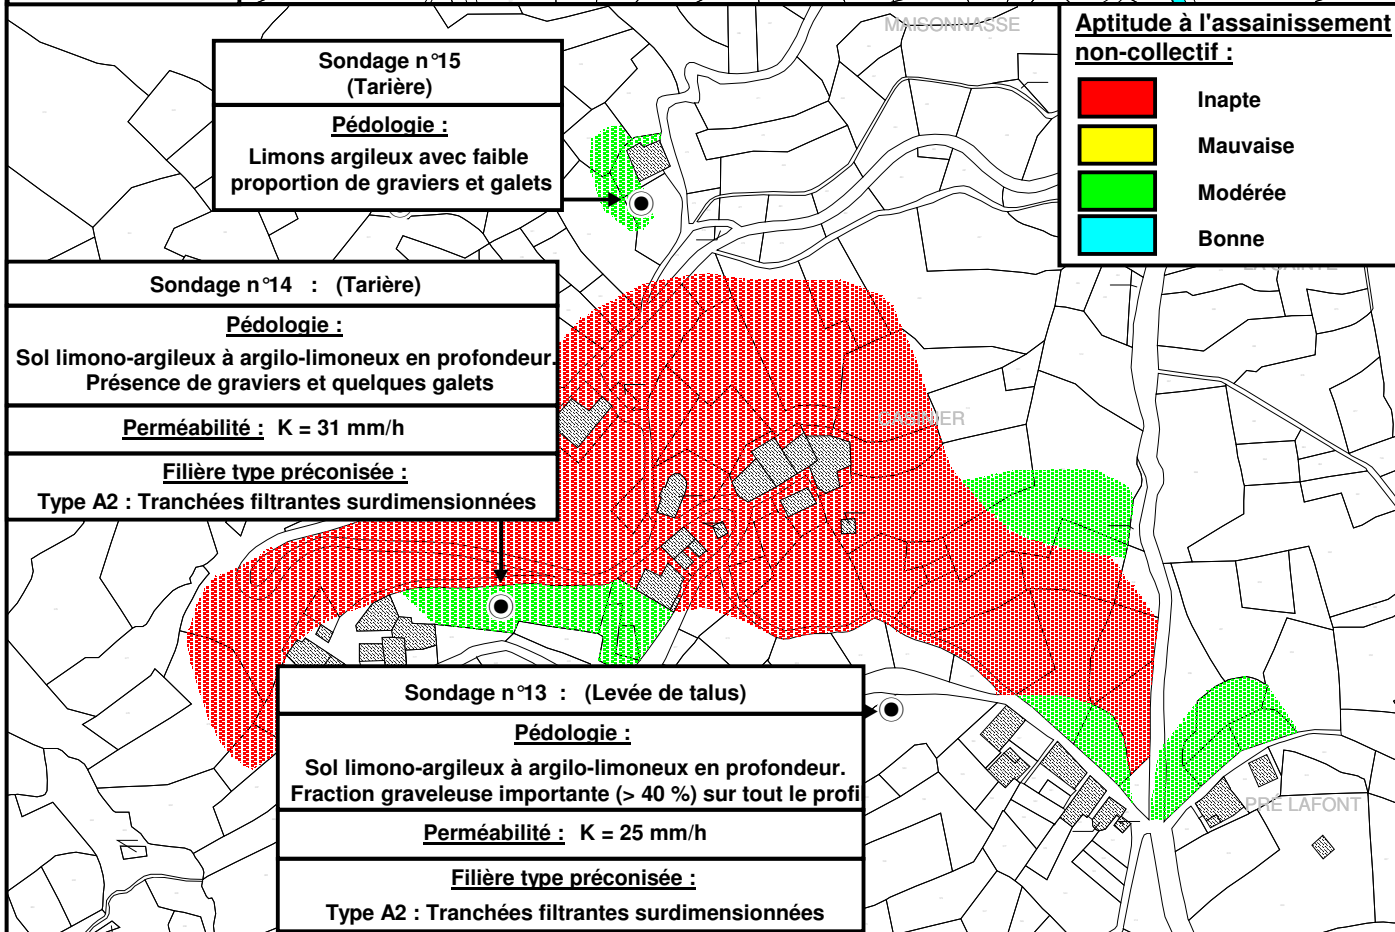 MAISONNASSE
Aptitude à l'assainissement
non-collectif :
Inapte
Mauvaise
Modérée
Bonne
Sondage n°15
(Tarière)
Pédologie :
Limons argileux avec faible
proportion de graviers et galets
Sondage n°14 : (Tarière)
Pédologie :
Sol limono-argileux à argilo-limoneux en profondeur.
Présence de graviers et quelques galets
Perméabilité : K = 31 mm/h
Filière type préconisée :
Type A2 : Tranchées filtrantes surdimensionnées
Sondage n°13 : (Levée de talus)
Pédologie :
Sol limono-argileux à argilo-limoneux en profondeur.
Fraction graveleuse importante (> 40 %) sur tout le profi
Perméabilité : K = 25 mm/h
Filière type préconisée :
Type A2 : Tranchées filtrantes surdimensionnées
PRÉ LAFONT